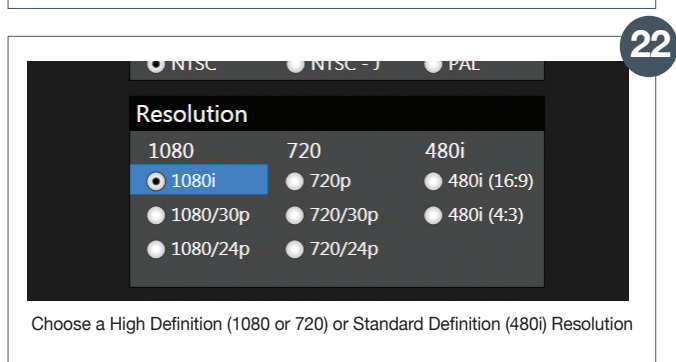 22
NTSC NTSC - J PAL
Resolution
1080 720 480i
1080i 720p 480i (16:9)
1080/30p 720/30p 480i (4:3)
1080/24p 720/24p
Choose a High Definition (1080 or 720) or Standard Definition (480i) Resolution